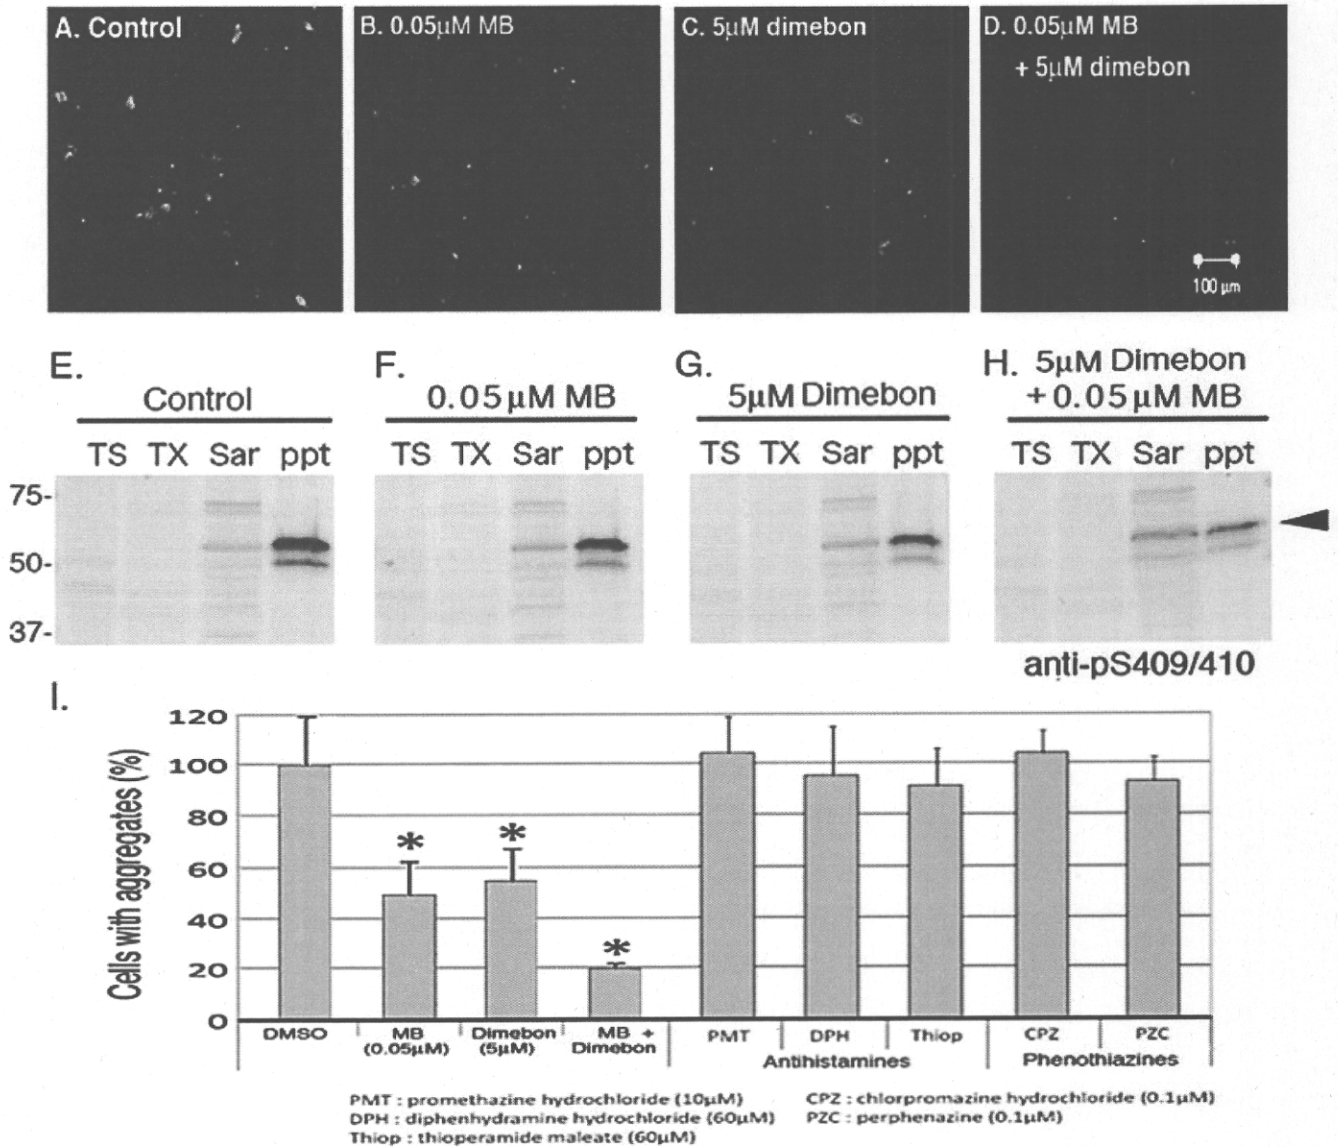 A. Control
B. 0.05µM MB
C. 5µM dimebon
D. 0.05µM MB
+ 5µM dimebon
100 µm
E.
Control
TS TX Sar ppt
F.
0.05µM MB
TS TX Sar ppt
G.
5µM Dimebon
TS TX Sar ppt
H. 5µM Dimebon
+ 0.05µM MB
TS TX Sar ppt
75-
50-
37-
anti-pS409/410
I.
Cells with aggregates (%)
120
100
80
60
40
20
0
* * *
DMSO
MB
(0.05µM)
Dimebon
(5µM)
MB +
Dimebon
PMT DPH Thiop
Antihistamines
CPZ PZC
Phenothiazines
PMT : promethazine hydrochloride (10µM)
DPH : diphenhydramine hydrochloride (60µM)
Thiop : thioperamide maleate (60µM)
CPZ : chlorpromazine hydrochloride (0.1µM)
PZC : perphenazine (0.1µM)